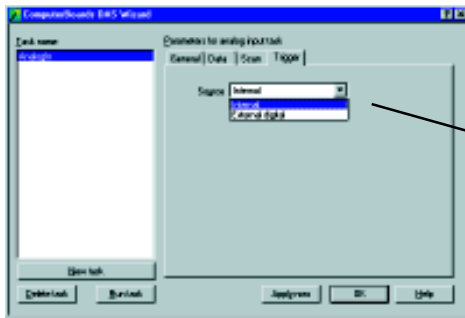 ComputerBoards DAS Wizard
Task name
AnalogIn
Parameters for analog input task
General Data Scan Trigger
Source Internal
Internal
External digital
New task
Delete task Run task
Apply now OK Help